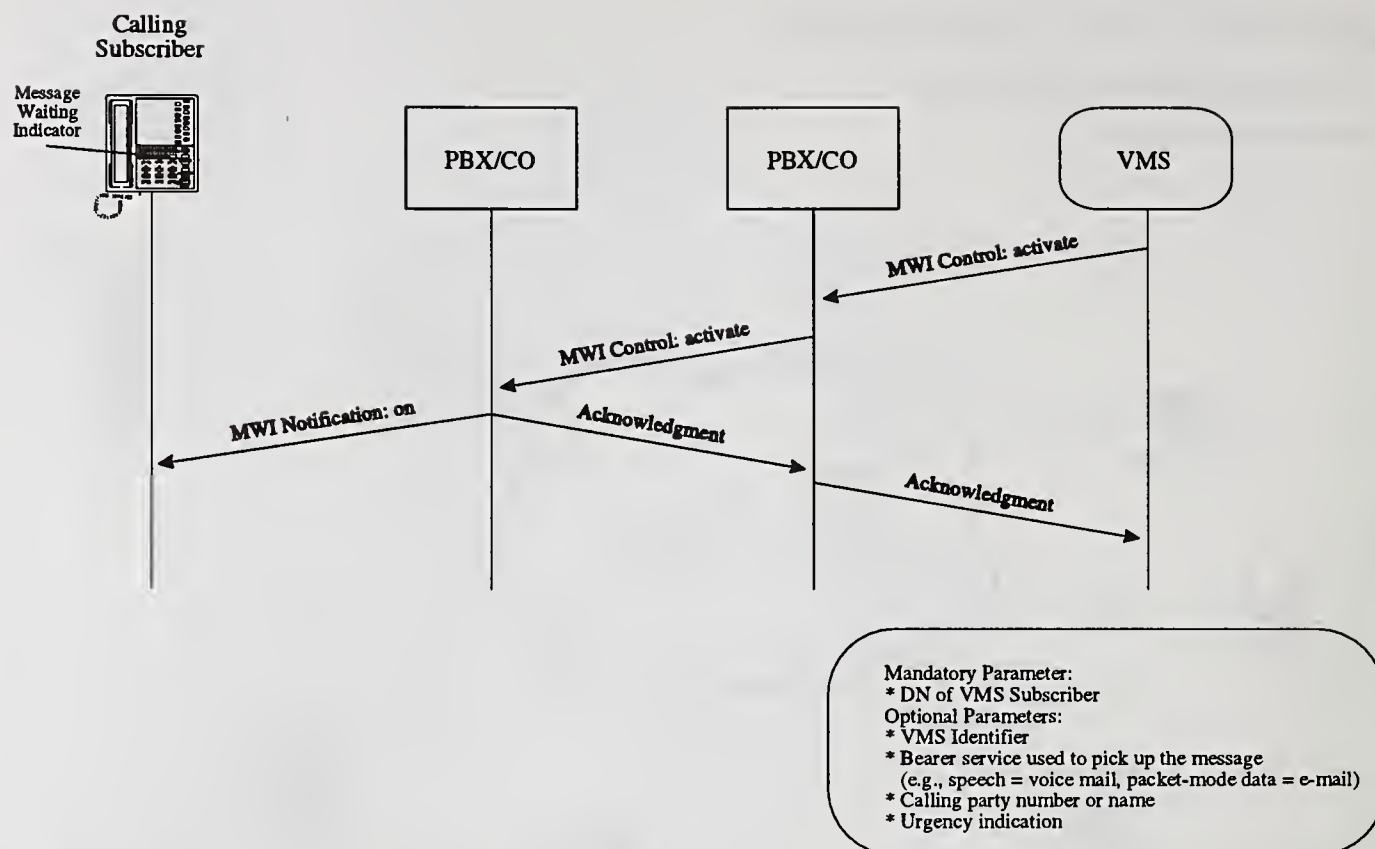 Calling
Subscriber
Message
Waiting
Indicator
PBX/CO
PBX/CO
VMS
MWI Control: activate
MWI Control: activate
MWI Notification: on
Acknowledgment
Acknowledgment
Mandatory Parameter:
* DN of VMS Subscriber
Optional Parameters:
* VMS Identifier
* Bearer service used to pick up the message
(e.g., speech = voice mail, packet-mode data = e-mail)
* Calling party number or name
* Urgency indication